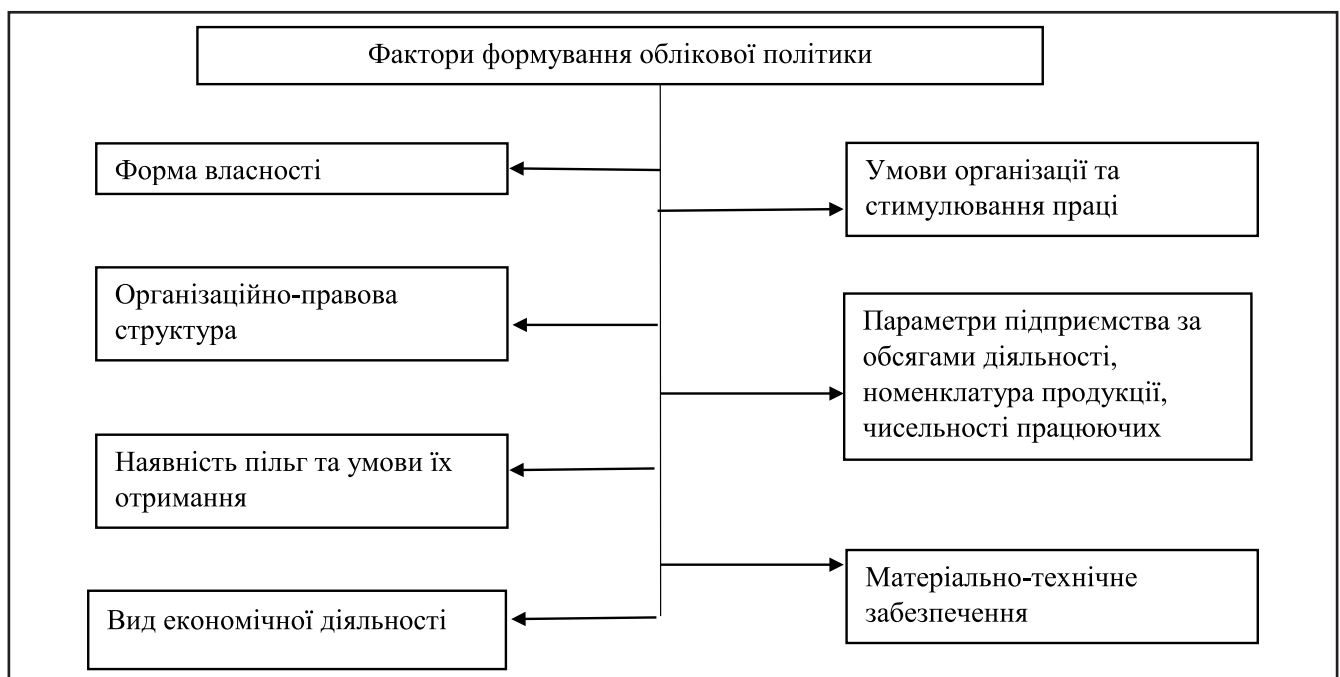 Фактори формування облікової політики
Форма власності
Організаційно-правова
структура
Наявність пільг та умови їх
отримання
Вид економічної діяльності
Умови організації та
стимулювання праці
Параметри підприємства за
обсягами діяльності,
номенклатура продукції,
чисельності працюючих
Матеріально-технічне
забезпечення